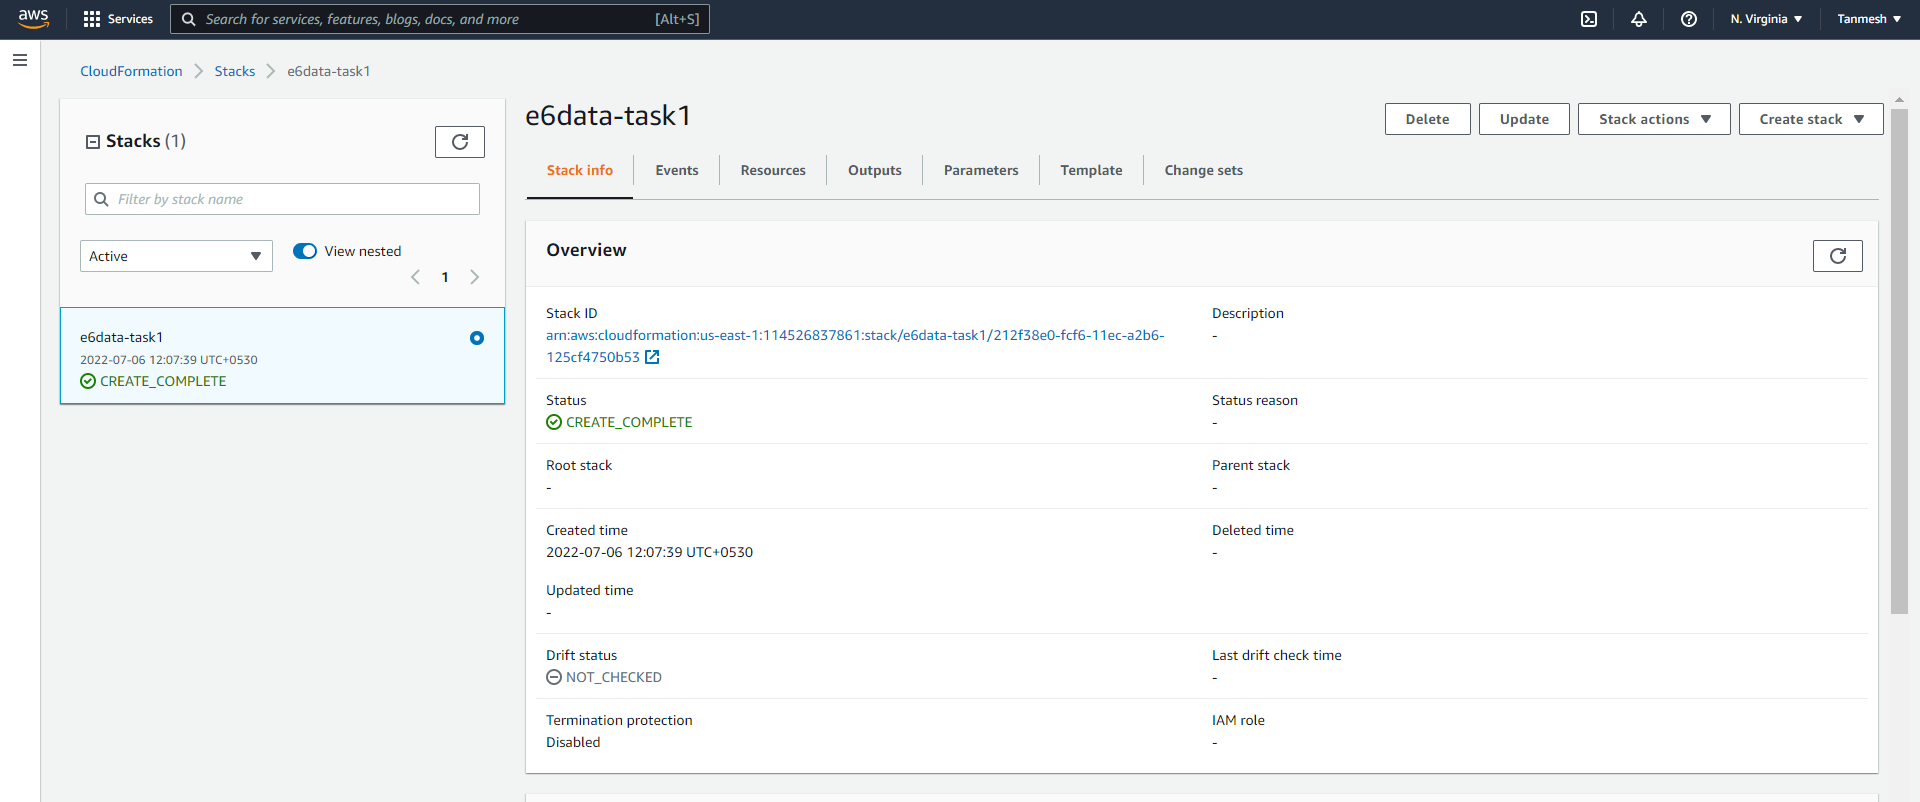 aws
Services
Search for services, features, blogs, docs, and more
[Alt+S]
N. Virginia
Tanmesh
CloudFormation
Stacks
e6data-task1
Stacks (1)
Filter by stack name
Active
View nested
1
e6data-task1
2022-07-06 12:07:39 UTC+0530
CREATE_COMPLETE
e6data-task1
Delete
Update
Stack actions
Create stack
Stack info
Events
Resources
Outputs
Parameters
Template
Change sets
Overview
Stack ID
arn:aws:cloudformation:us-east-1:114526837861:stack/e6data-task1/212f38e0-fcf6-11ec-a2b6-
125cf4750b53
Description
-
Status
CREATE_COMPLETE
Status reason
-
Root stack
-
Parent stack
-
Created time
2022-07-06 12:07:39 UTC+0530
Deleted time
-
Updated time
-
Drift status
NOT_CHECKED
Last drift check time
-
Termination protection
Disabled
IAM role
-